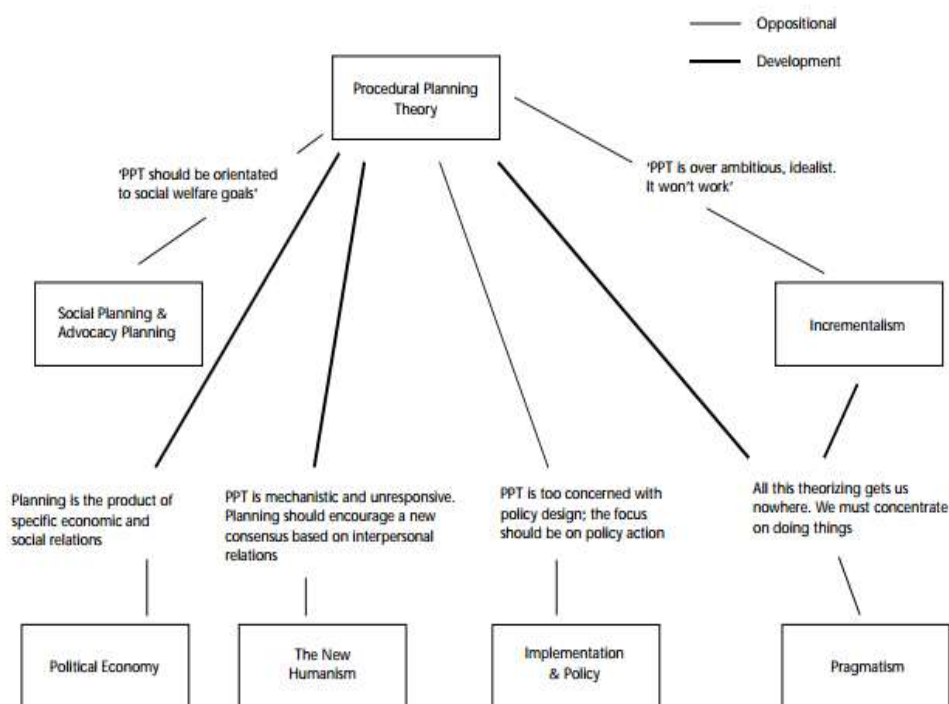 Oppositional
Development
Procedural Planning
Theory
'PPT should be orientated
to social welfare goals'
'PPT is over ambitious, idealist.
It won't work'
Social Planning &
Advocacy Planning
Incrementalism
Planning is the product of
specific economic and
social relations
PPT is mechanistic and unresponsive.
Planning should encourage a new
consensus based on interpersonal
relations
PPT is too concerned with
policy design; the focus
should be on policy action
All this theorizing gets us
nowhere. We must concentrate
on doing things
Political Economy
The New
Humanism
Implementation
& Policy
Pragmatism